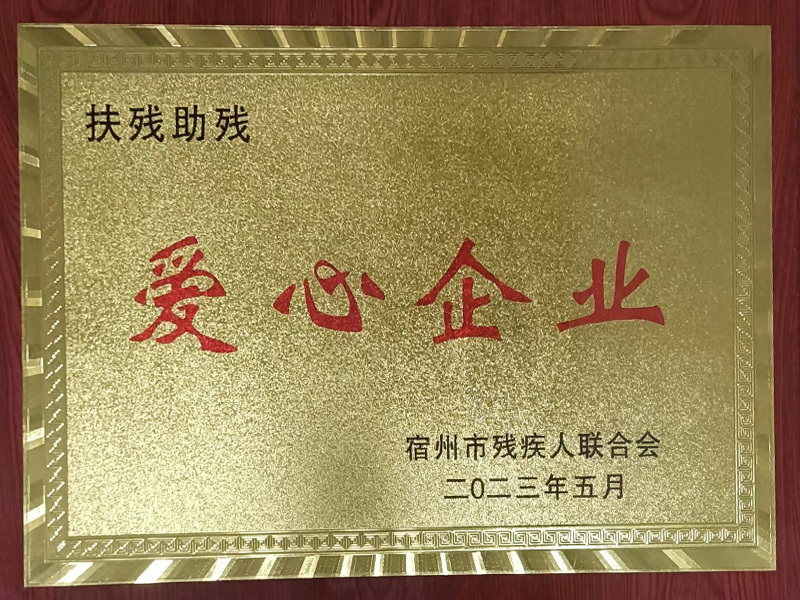 扶残助残
爱心企业
宿州市残疾人联合会
二0二三年五月